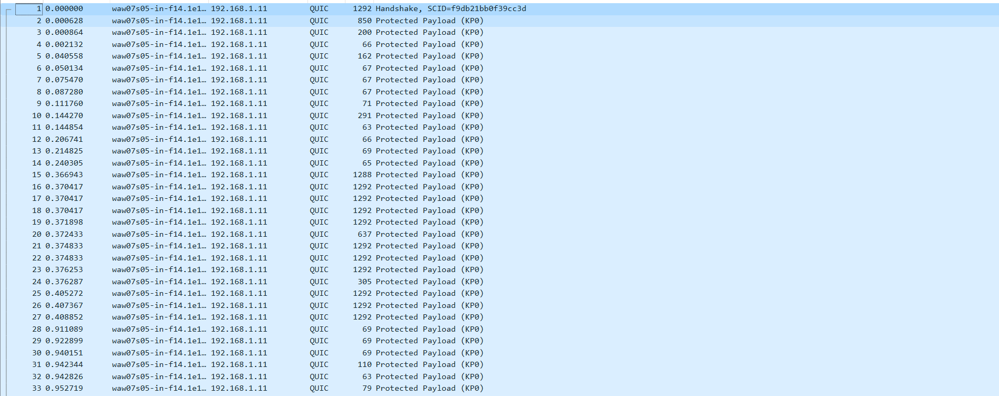 1 0.000000 waw07s05-in-f14.1e1… 192.168.1.11 QUIC 1292 Handshake, SCID=f9db21bb0f39cc3d
2 0.000628 waw07s05-in-f14.1e1… 192.168.1.11 QUIC 850 Protected Payload (KP0)
3 0.000864 waw07s05-in-f14.1e1… 192.168.1.11 QUIC 200 Protected Payload (KP0)
4 0.002132 waw07s05-in-f14.1e1… 192.168.1.11 QUIC 66 Protected Payload (KP0)
5 0.040558 waw07s05-in-f14.1e1… 192.168.1.11 QUIC 162 Protected Payload (KP0)
6 0.050134 waw07s05-in-f14.1e1… 192.168.1.11 QUIC 67 Protected Payload (KP0)
7 0.075470 waw07s05-in-f14.1e1… 192.168.1.11 QUIC 67 Protected Payload (KP0)
8 0.087280 waw07s05-in-f14.1e1… 192.168.1.11 QUIC 67 Protected Payload (KP0)
9 0.111760 waw07s05-in-f14.1e1… 192.168.1.11 QUIC 71 Protected Payload (KP0)
10 0.144270 waw07s05-in-f14.1e1… 192.168.1.11 QUIC 291 Protected Payload (KP0)
11 0.144854 waw07s05-in-f14.1e1… 192.168.1.11 QUIC 63 Protected Payload (KP0)
12 0.206741 waw07s05-in-f14.1e1… 192.168.1.11 QUIC 66 Protected Payload (KP0)
13 0.214825 waw07s05-in-f14.1e1… 192.168.1.11 QUIC 69 Protected Payload (KP0)
14 0.240305 waw07s05-in-f14.1e1… 192.168.1.11 QUIC 65 Protected Payload (KP0)
15 0.366943 waw07s05-in-f14.1e1… 192.168.1.11 QUIC 1288 Protected Payload (KP0)
16 0.370417 waw07s05-in-f14.1e1… 192.168.1.11 QUIC 1292 Protected Payload (KP0)
17 0.370417 waw07s05-in-f14.1e1… 192.168.1.11 QUIC 1292 Protected Payload (KP0)
18 0.370417 waw07s05-in-f14.1e1… 192.168.1.11 QUIC 1292 Protected Payload (KP0)
19 0.371898 waw07s05-in-f14.1e1… 192.168.1.11 QUIC 1292 Protected Payload (KP0)
20 0.372433 waw07s05-in-f14.1e1… 192.168.1.11 QUIC 637 Protected Payload (KP0)
21 0.374833 waw07s05-in-f14.1e1… 192.168.1.11 QUIC 1292 Protected Payload (KP0)
22 0.374833 waw07s05-in-f14.1e1… 192.168.1.11 QUIC 1292 Protected Payload (KP0)
23 0.376253 waw07s05-in-f14.1e1… 192.168.1.11 QUIC 1292 Protected Payload (KP0)
24 0.376287 waw07s05-in-f14.1e1… 192.168.1.11 QUIC 305 Protected Payload (KP0)
25 0.405272 waw07s05-in-f14.1e1… 192.168.1.11 QUIC 1292 Protected Payload (KP0)
26 0.407367 waw07s05-in-f14.1e1… 192.168.1.11 QUIC 1292 Protected Payload (KP0)
27 0.408852 waw07s05-in-f14.1e1… 192.168.1.11 QUIC 1292 Protected Payload (KP0)
28 0.911089 waw07s05-in-f14.1e1… 192.168.1.11 QUIC 69 Protected Payload (KP0)
29 0.922899 waw07s05-in-f14.1e1… 192.168.1.11 QUIC 69 Protected Payload (KP0)
30 0.940151 waw07s05-in-f14.1e1… 192.168.1.11 QUIC 69 Protected Payload (KP0)
31 0.942344 waw07s05-in-f14.1e1… 192.168.1.11 QUIC 110 Protected Payload (KP0)
32 0.942826 waw07s05-in-f14.1e1… 192.168.1.11 QUIC 63 Protected Payload (KP0)
33 0.952719 waw07s05-in-f14.1e1… 192.168.1.11 QUIC 79 Protected Payload (KP0)